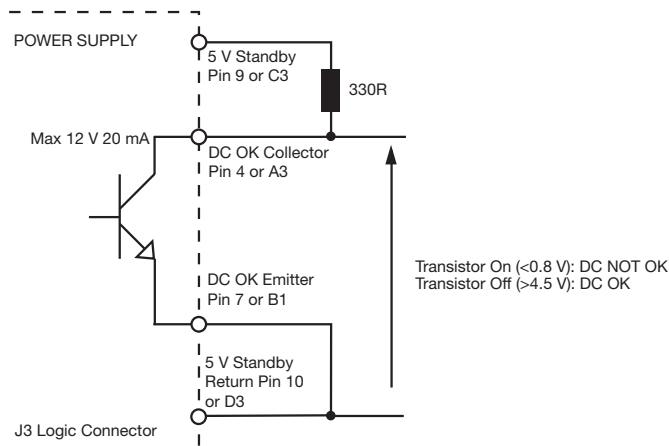 POWER SUPPLY
5 V Standby
Pin 9 or C3
330R
Max 12 V 20 mA
DC OK Collector
Pin 4 or A3
Transistor On (<0.8 V): DC NOT OK
Transistor Off (>4.5 V): DC OK
DC OK Emitter
Pin 7 or B1
5 V Standby
Return Pin 10
or D3
J3 Logic Connector